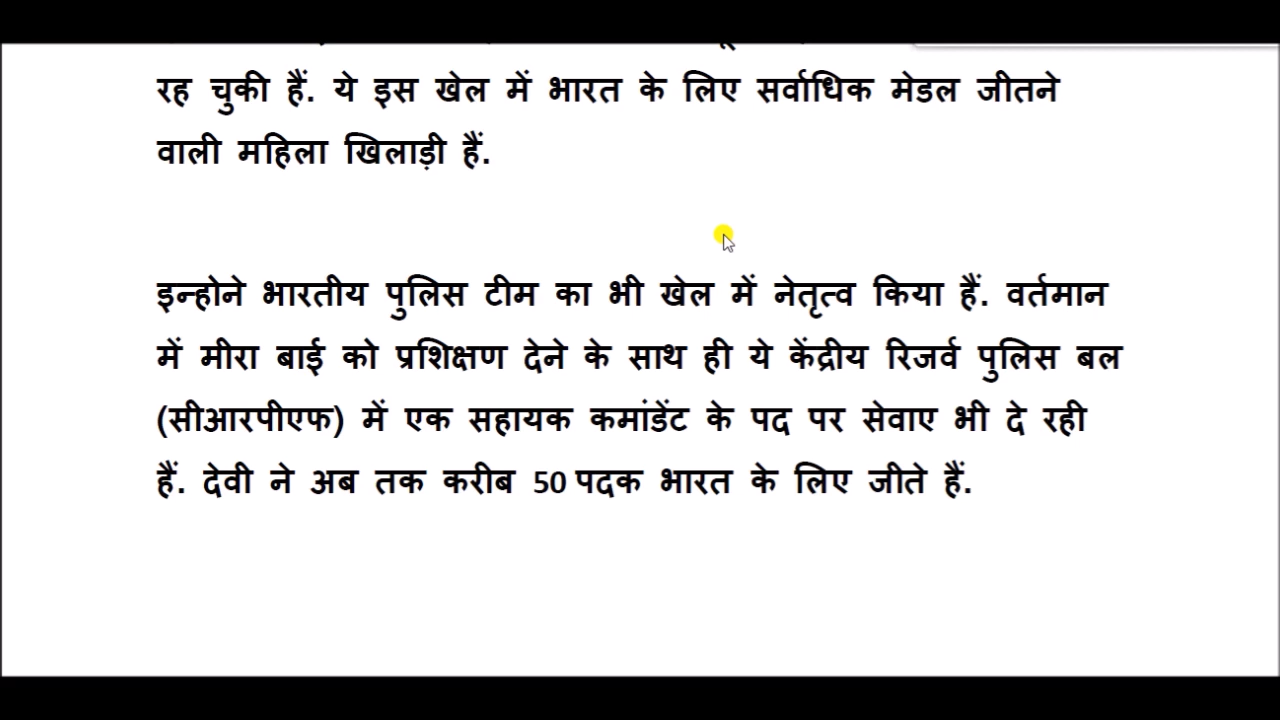 रह चुकी हैं. ये इस खेल में भारत के लिए सर्वाधिक मेडल जीतने
वाली महिला खिलाड़ी हैं.
इन्होने भारतीय पुलिस टीम का भी खेल में नेतृत्व किया हैं. वर्तमान
में मीरा बाई को प्रशिक्षण देने के साथ ही ये केंद्रीय रिजर्व पुलिस बल
(सीआरपीएफ) में एक सहायक कमांडेंट के पद पर सेवाए भी दे रही
हैं. देवी ने अब तक करीब 50 पदक भारत के लिए जीते हैं.